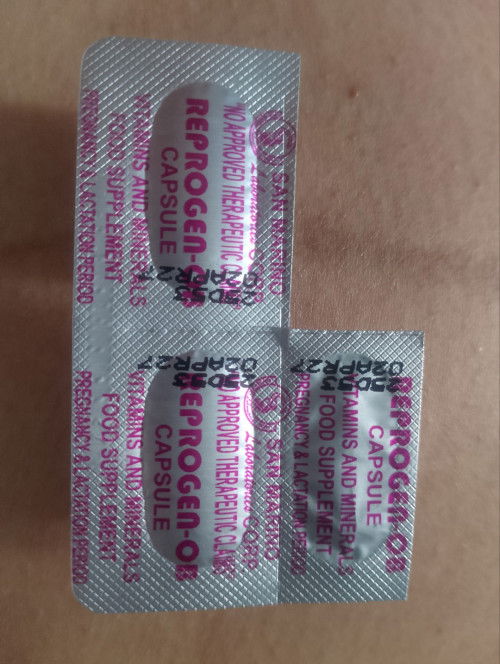 SAN MARINO
Laboratories CORP
"NO APPROVED THERAPEUTIC CLAIMS"
REPROGEN-OB
CAPSULE
VITAMINS AND MINERALS
FOOD SUPPLEMENT
PREGNANCY & LACTATION PERIOD
02APR27
SAN MARINO
Laboratories CORP
APPROVED THERAPEUTIC CLAIMS"
REPROGEN-OB
CAPSULE
VITAMINS AND MINERALS
FOOD SUPPLEMENT
PREGNANCY & LACTATION PERIOD
02APR27
REPROGEN-OB
CAPSULE
VITAMINS AND MINERALS
FOOD SUPPLEMENT
PREGNANCY & LACTATION PERIOD
02APR27